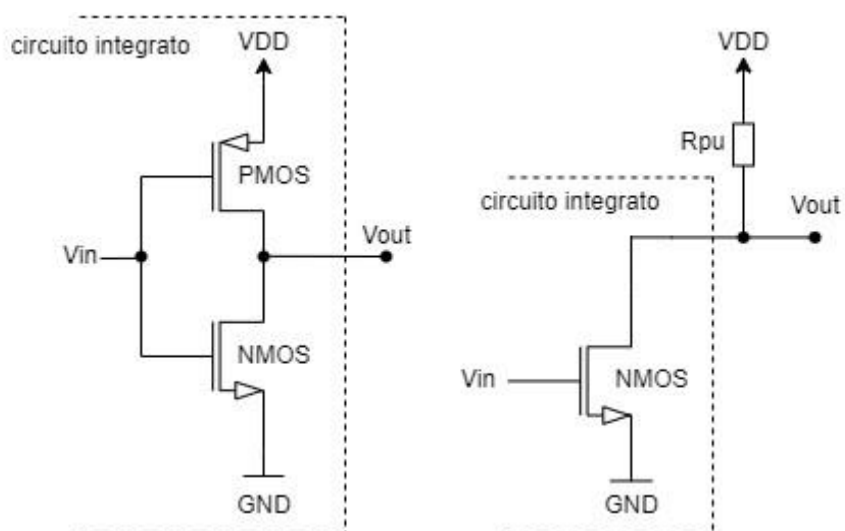 circuito integrato
VDD
PMOS
Vin
Vout
NMOS
GND
VDD
Rpu
circuito integrato
Vout
Vin
NMOS
GND